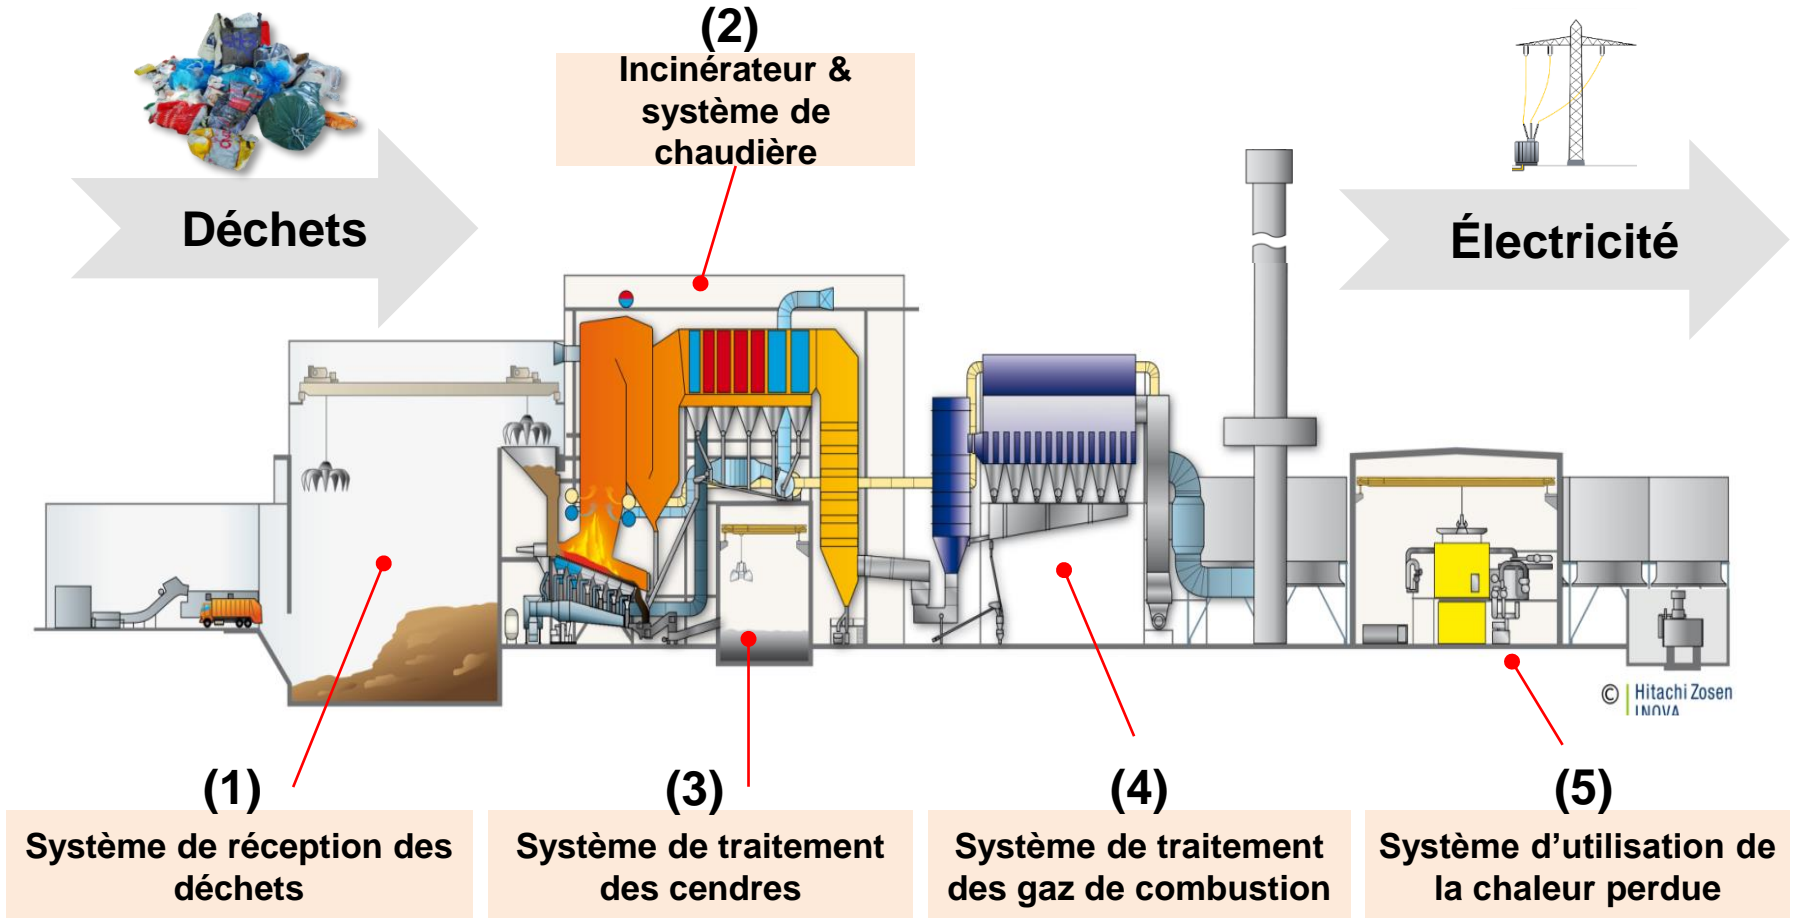 (2)
Incinérateur &
système de
chaudière
Déchets
Électricité
© Hitachi Zosen
INOVA
(1)
Système de réception des
déchets
(3)
Système de traitement
des cendres
(4)
Système de traitement
des gaz de combustion
(5)
Système d’utilisation de
la chaleur perdue